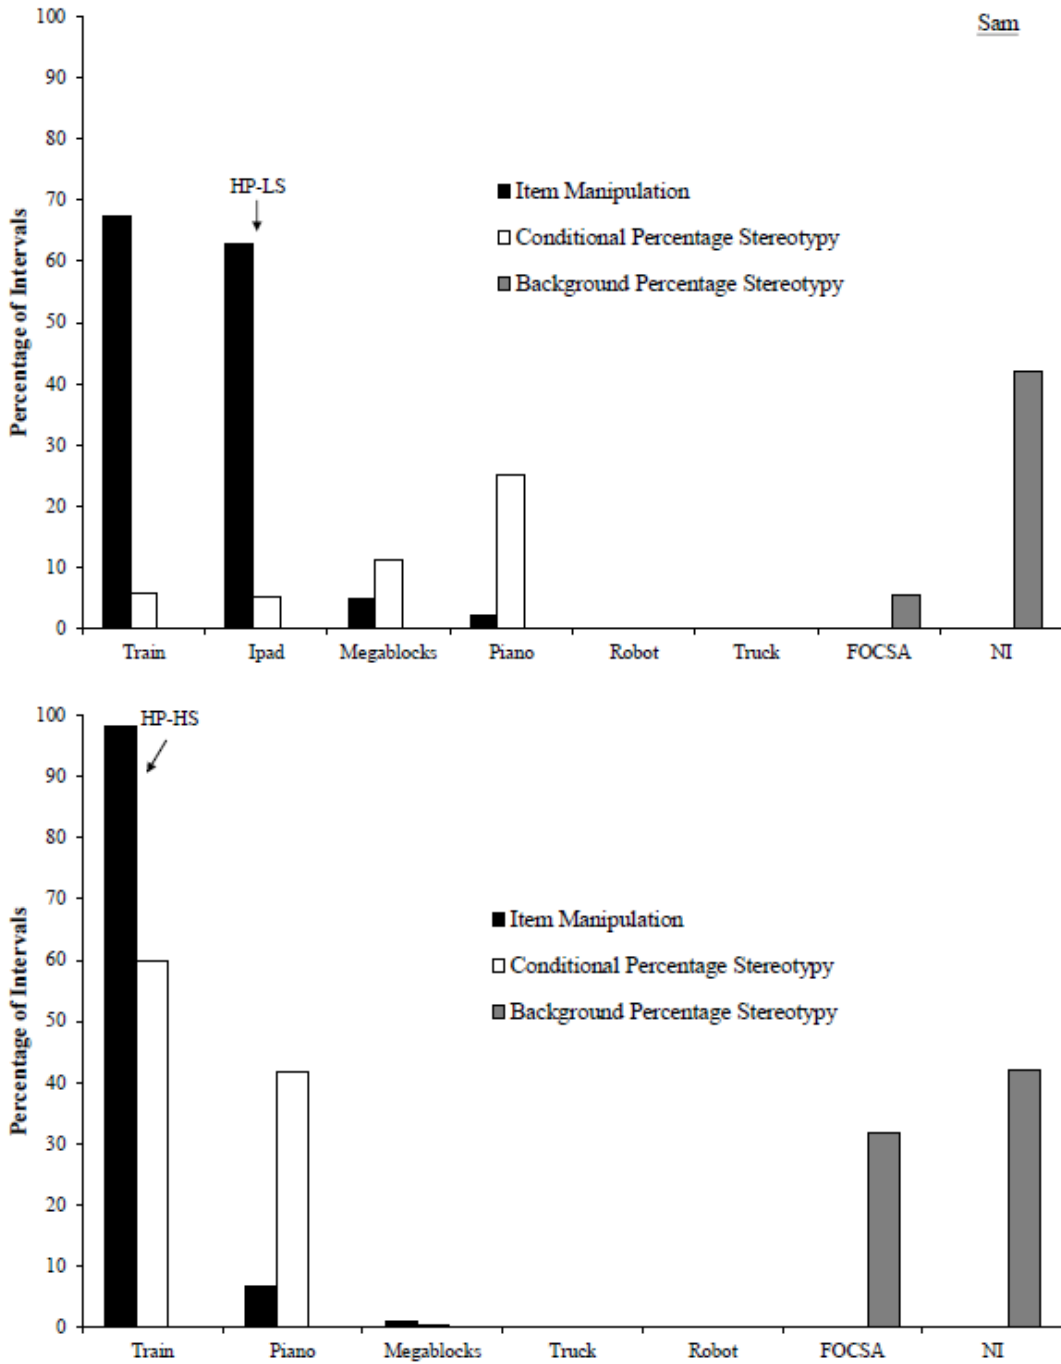 Sam
100
90
80
70
60
50
40
30
20
10
0
Percentage of Intervals
HP-LS
Item Manipulation
Conditional Percentage Stereotypy
Background Percentage Stereotypy
Train Ipad Megablocks Piano Robot Truck FOCSA NI
100
90
80
70
60
50
40
30
20
10
0
Percentage of Intervals
HP-HS
Item Manipulation
Conditional Percentage Stereotypy
Background Percentage Stereotypy
Train Piano Megablocks Truck Robot FOCSA NI